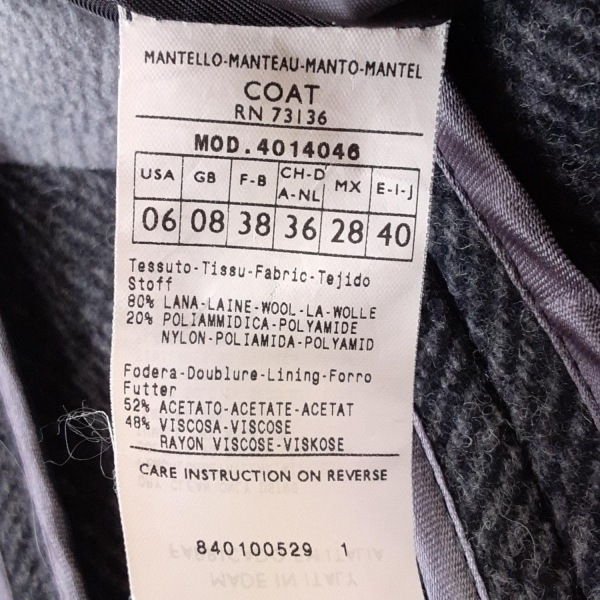 MANTELLO-MANTEAU-MANTO-MANTEL
COAT
RN 73136
MOD.4014046
USA GB F-B CH-D A-NL MX E-I-J
06 08 38 36 28 40
Tessuto-Tissu-Fabric-Tejido
Stoff
80% LANA-LAINE-WOOL-LA-WOLLE
20% POLIAMMIDICA-POLYAMIDE
NYLON-POLIAMIDA-POLYAMID
Fodera-Doublure-Lining-Forro
Futter
52% ACETATO-ACETATE-ACETAT
48% VISCOSA-VISCOSE
RAYON VISCOSE-VISKOSE
CARE INSTRUCTION ON REVERSE
840100529 1
MADE IN ITALY